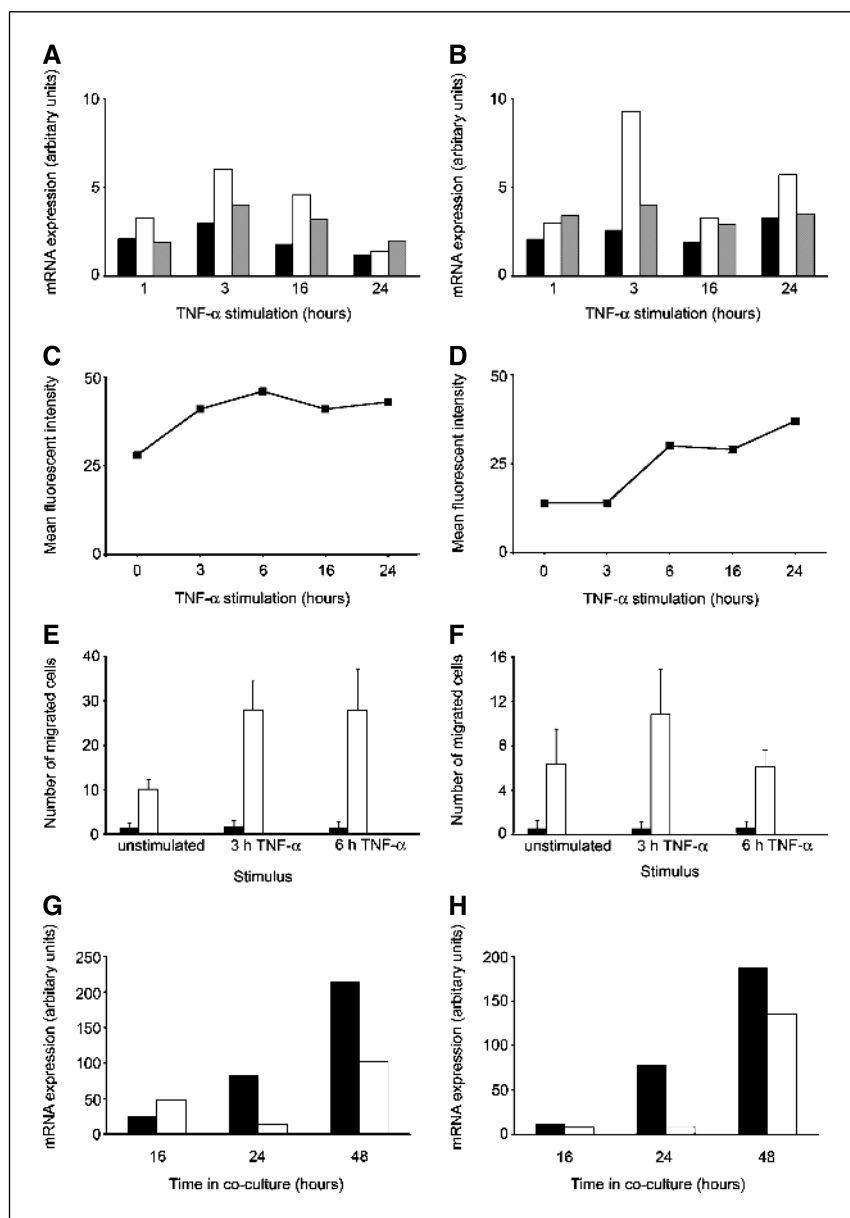 A
mRNA expression (arbitary units)
10
5
0
1 3 16 24
TNF-α stimulation (hours)
B
mRNA expression (arbitary units)
10
5
0
1 3 16 24
TNF-α stimulation (hours)
C
Mean fluorescent intensity
50
25
0
0 3 6 16 24
TNF-α stimulation (hours)
D
Mean fluorescent intensity
50
25
0
0 3 6 16 24
TNF-α stimulation (hours)
E
Number of migrated cells
40
30
20
10
0
unstimulated 3 h TNF-α 6 h TNF-α
Stimulus
F
Number of migrated cells
16
12
8
4
0
unstimulated 3 h TNF-α 6 h TNF-α
Stimulus
G
mRNA expression (arbitary units)
250
200
150
100
50
0
16 24 48
Time in co-culture (hours)
H
mRNA expression (arbitary units)
200
150
100
50
0
16 24 48
Time in co-culture (hours)